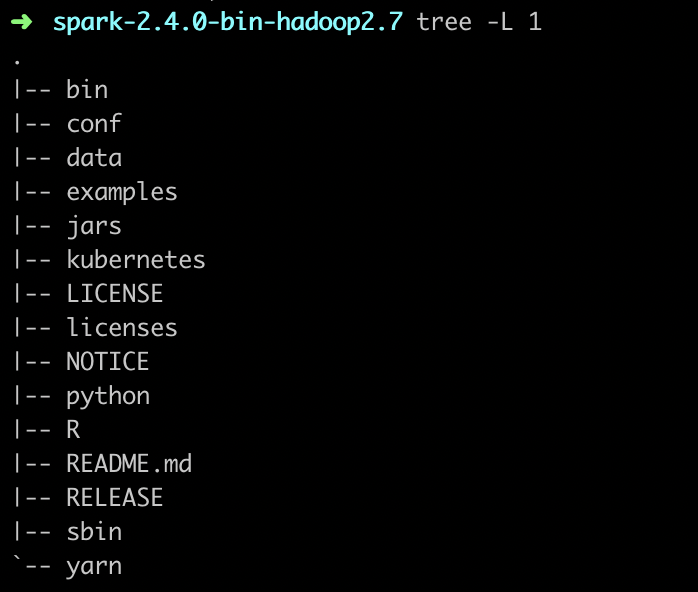 ➜ spark-2.4.0-bin-hadoop2.7 tree -L 1
.
|-- bin
|-- conf
|-- data
|-- examples
|-- jars
|-- kubernetes
|-- LICENSE
|-- licenses
|-- NOTICE
|-- python
|-- R
|-- README.md
|-- RELEASE
|-- sbin
`-- yarn